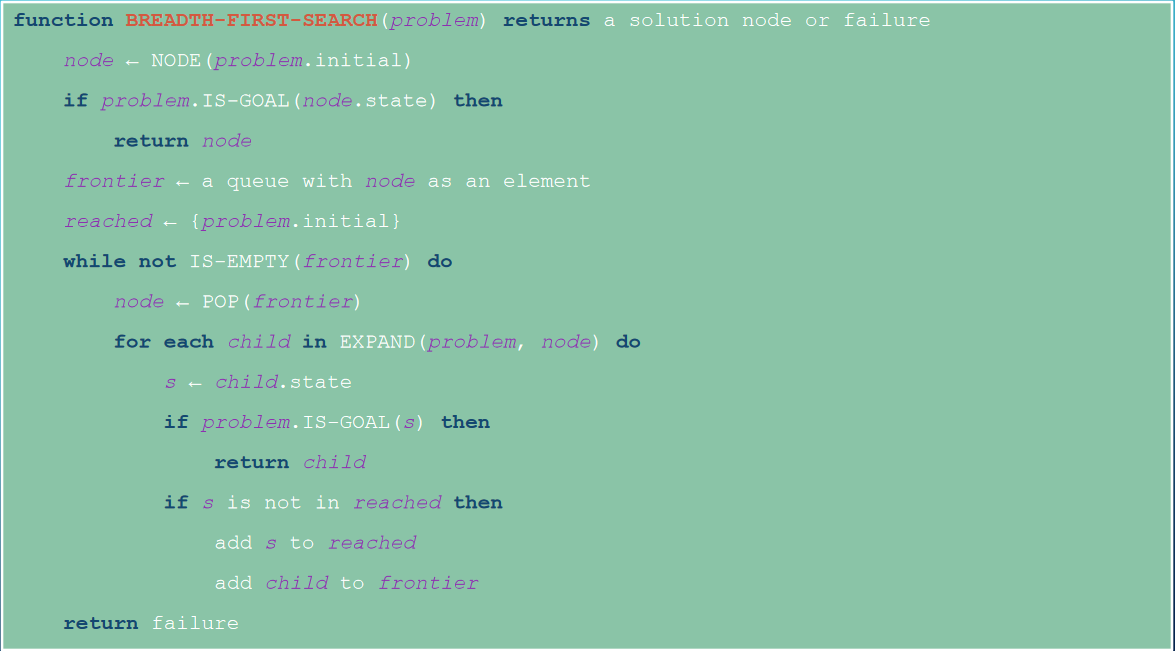 function BREADTH-FIRST-SEARCH(problem) returns a solution node or failure
    node ← NODE(problem.initial)
    if problem.IS-GOAL(node.state) then
        return node
    frontier ← a queue with node as an element
    reached ← {problem.initial}
    while not IS-EMPTY(frontier) do
        node ← POP(frontier)
        for each child in EXPAND(problem, node) do
            s ← child.state
            if problem.IS-GOAL(s) then
                return child
            if s is not in reached then
                add s to reached
                add child to frontier
    return failure